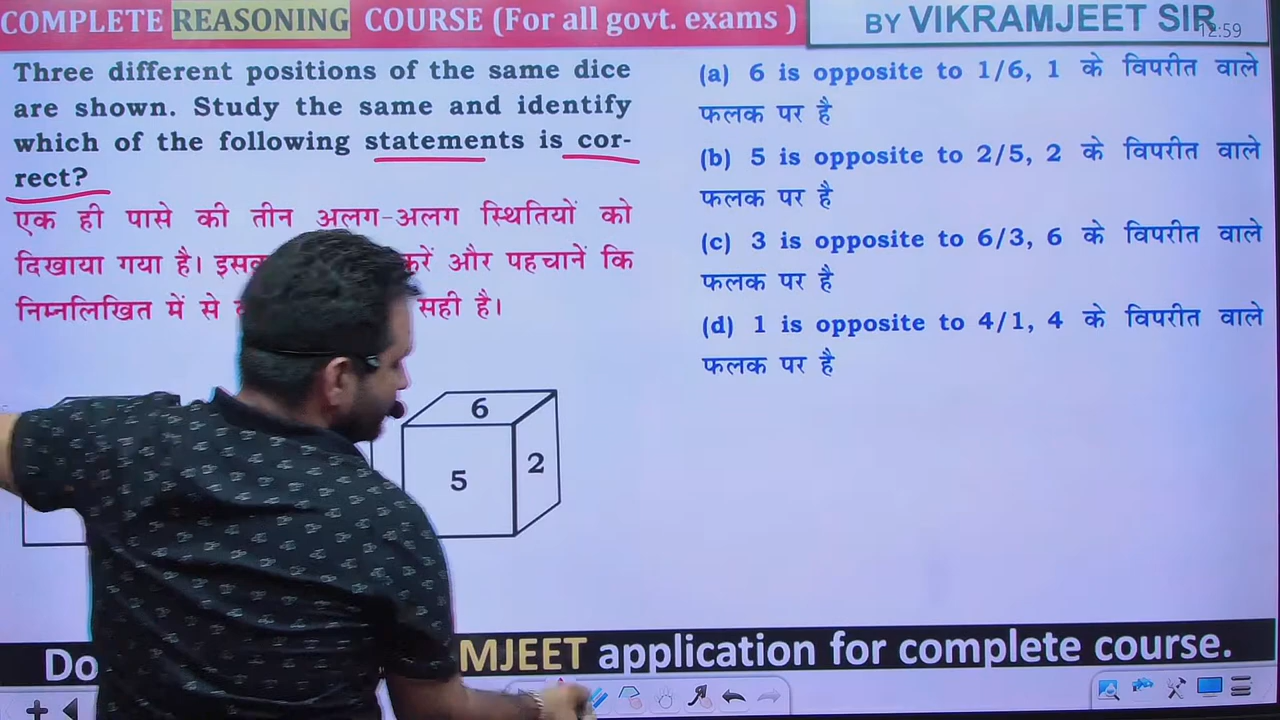 COMPLETE REASONING COURSE (For all govt. exams )
BY VIKRAMJEET SIR
12:59
Three different positions of the same dice
are shown. Study the same and identify
which of the following statements is cor-
rect?
एक ही पासे की तीन अलग-अलग स्थितियों को
दिखाया गया है। करें और पहचानें कि
निम्नलिखित में से सही है।
6
5
2
(a) 6 is opposite to 1/6, 1 के विपरीत वाले
फलक पर है
(b) 5 is opposite to 2/5, 2 के विपरीत वाले
फलक पर है
(c) 3 is opposite to 6/3, 6 के विपरीत वाले
फलक पर है
(d) 1 is opposite to 4/1, 4 के विपरीत वाले
फलक पर है
MJEET application for complete course.